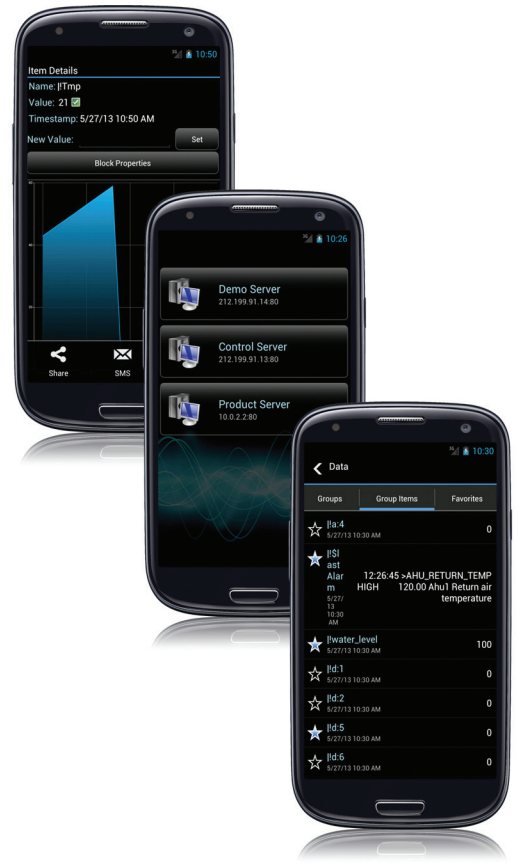 3G 10:50
Item Details
Name: |!Tmp
Value: 21
Timestamp: 5/27/13 10:50 AM
New Value: Set
Block Properties
Share SMS
3G 10:26
Demo Server
212.199.91.14:80
Control Server
212.199.91.13:80
Product Server
10.0.2.2:80
3G 10:30
Data
Groups Group Items Favorites
|!a:4
5/27/13 10:30 AM
0
|!$l
ast
Alar
m
5/27/
13
10:30
AM
12:26:45 >AHU_RETURN_TEMP
HIGH 120.00 Ahu1 Return air
temperature
|!water_level
5/27/13 10:30 AM
100
|!d:1
5/27/13 10:30 AM
0
|!d:2
5/27/13 10:30 AM
0
|!d:5
5/27/13 10:30 AM
0
|!d:6
5/27/13 10:30 AM
0